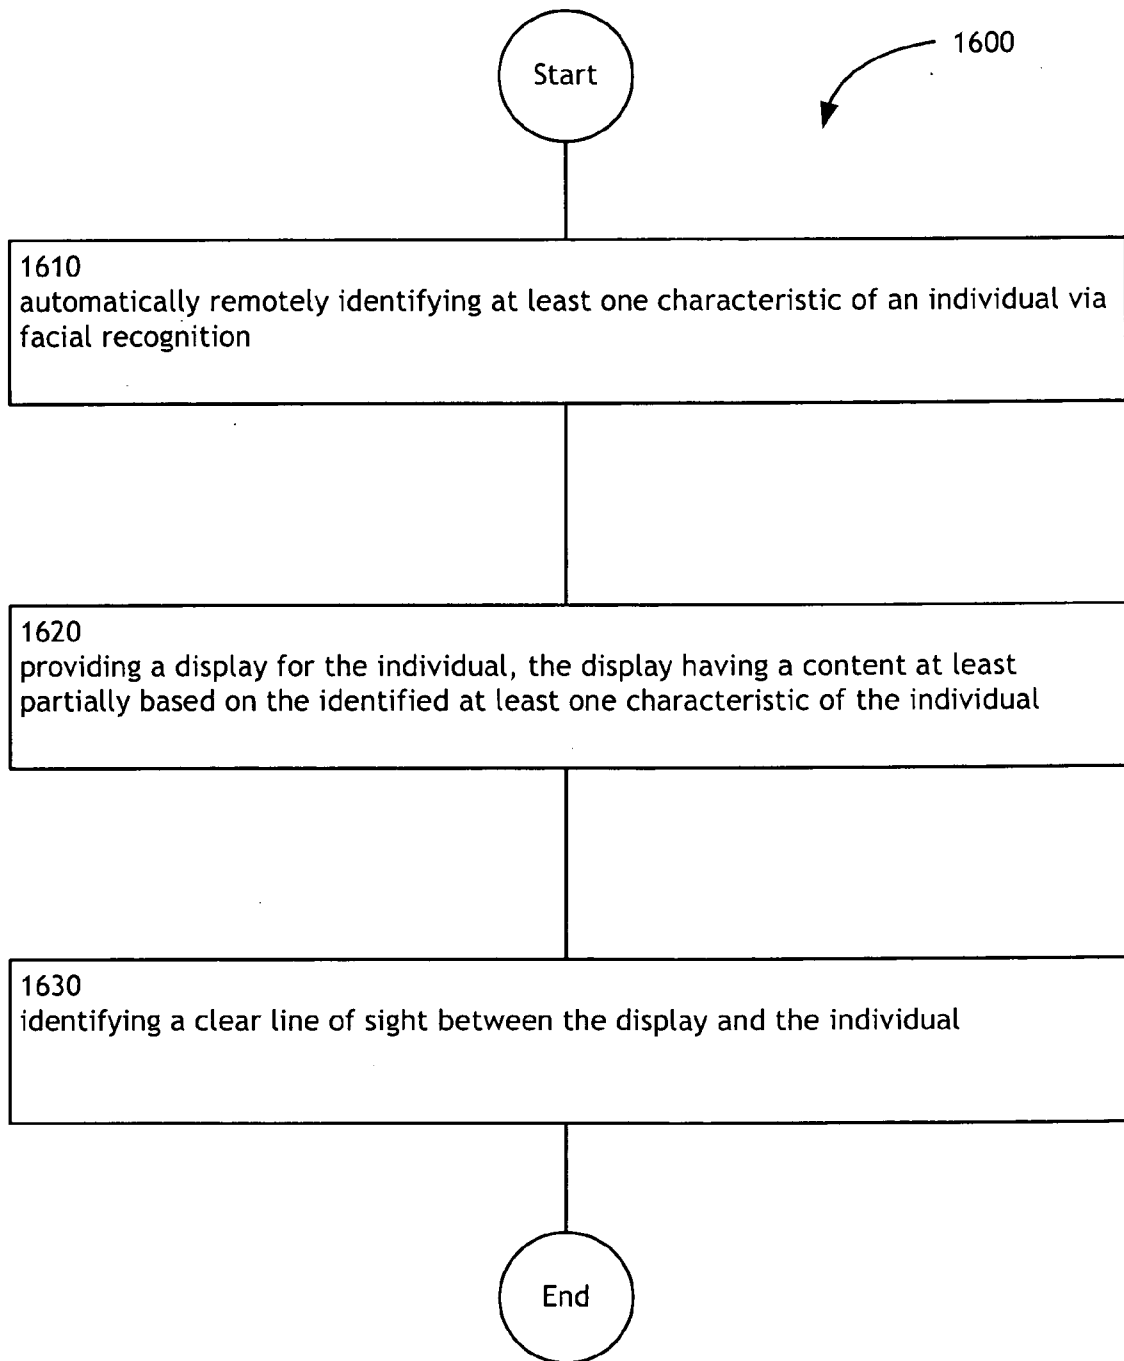 Start
1600
1610
automatically remotely identifying at least one characteristic of an individual via
facial recognition
1620
providing a display for the individual, the display having a content at least
partially based on the identified at least one characteristic of the individual
1630
identifying a clear line of sight between the display and the individual
End